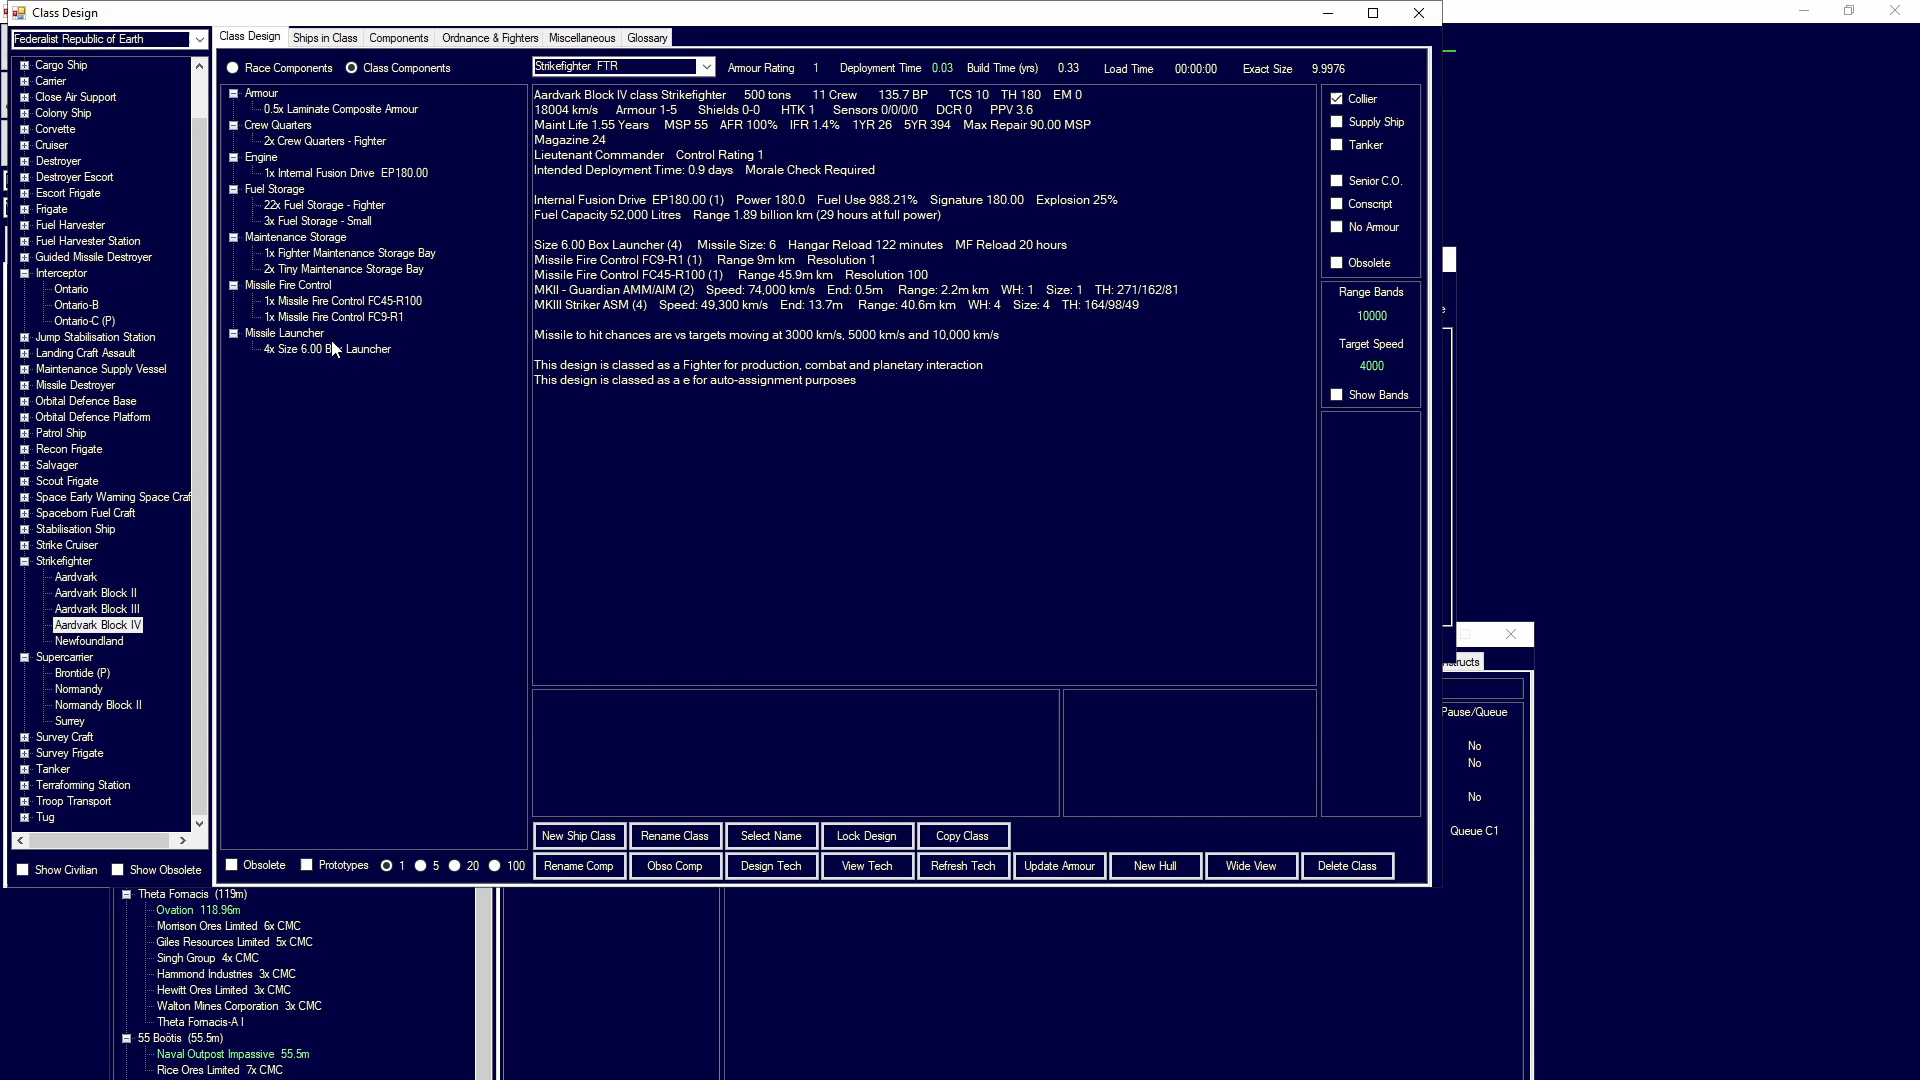 Class Design
Federalist Republic of Earth
Cargo Ship
Carrier
Close Air Support
Colony Ship
Corvette
Cruiser
Destroyer
Destroyer Escort
Escort Frigate
Frigate
Fuel Harvester
Fuel Harvester Station
Guided Missile Destroyer
Interceptor
Ontario
Ontario-B
Ontario-C (P)
Jump Stabilisation Station
Landing Craft Assault
Maintenance Supply Vessel
Missile Destroyer
Orbital Defence Base
Orbital Defence Platform
Patrol Ship
Recon Frigate
Salvager
Scout Frigate
Space Early Warning Space Craf
Spaceborn Fuel Craft
Stabilisation Ship
Strike Cruiser
Strikefighter
Aardvark
Aardvark Block II
Aardvark Block III
Aardvark Block IV
Newfoundland
Supercarrier
Brontide (P)
Normandy
Normandy Block II
Surrey
Survey Craft
Survey Frigate
Tanker
Terraforming Station
Troop Transport
Tug
Show Civilian Show Obsolete
Class Design Ships in Class Components Ordnance & Fighters Miscellaneous Glossary
Race Components Class Components
Armour
0.5x Laminate Composite Armour
Crew Quarters
2x Crew Quarters - Fighter
Engine
1x Internal Fusion Drive EP180.00
Fuel Storage
22x Fuel Storage - Fighter
3x Fuel Storage - Small
Maintenance Storage
1x Fighter Maintenance Storage Bay
2x Tiny Maintenance Storage Bay
Missile Fire Control
1x Missile Fire Control FC45-R100
1x Missile Fire Control FC9-R1
Missile Launcher
4x Size 6.00 Box Launcher
Obsolete Prototypes 1 5 20 100
Strikefighter FTR Armour Rating 1 Deployment Time 0.03 Build Time (yrs) 0.33 Load Time 00:00:00 Exact Size 9.9976
Aardvark Block IV class Strikefighter 500 tons 11 Crew 135.7 BP TCS 10 TH 180 EM 0
18004 km/s Armour 1-5 Shields 0-0 HTK 1 Sensors 0/0/0/0 DCR 0 PPV 3.6
Maint Life 1.55 Years MSP 55 AFR 100% IFR 1.4% 1YR 26 5YR 394 Max Repair 90.00 MSP
Magazine 24
Lieutenant Commander Control Rating 1
Intended Deployment Time: 0.9 days Morale Check Required
Internal Fusion Drive EP180.00 (1) Power 180.0 Fuel Use 988.21% Signature 180.00 Explosion 25%
Fuel Capacity 52,000 Litres Range 1.89 billion km (29 hours at full power)
Size 6.00 Box Launcher (4) Missile Size: 6 Hangar Reload 122 minutes MF Reload 20 hours
Missile Fire Control FC9-R1 (1) Range 9m km Resolution 1
Missile Fire Control FC45-R100 (1) Range 45.9m km Resolution 100
MKII - Guardian AMM/AIM (2) Speed: 74,000 km/s End: 0.5m Range: 2.2m km WH: 1 Size: 1 TH: 271/162/81
MKIII Striker ASM (4) Speed: 49,300 km/s End: 13.7m Range: 40.6m km WH: 4 Size: 4 TH: 164/98/49
Missile to hit chances are vs targets moving at 3000 km/s, 5000 km/s and 10,000 km/s
This design is classed as a Fighter for production, combat and planetary interaction
This design is classed as a e for auto-assignment purposes
Collier
Supply Ship
Tanker
Senior C.O.
Conscript
No Armour
Obsolete
Range Bands
10000
Target Speed
4000
Show Bands
New Ship Class Rename Class Select Name Lock Design Copy Class
Rename Comp Obso Comp Design Tech View Tech Refresh Tech Update Armour New Hull Wide View Delete Class
ructs
Pause/Queue
No
No
No
Queue C1
Theta Fornacis (119m)
Ovation 118.96m
Morrison Ores Limited 6x CMC
Giles Resources Limited 5x CMC
Singh Group 4x CMC
Hammond Industries 3x CMC
Hewitt Ores Limited 3x CMC
Walton Mines Corporation 3x CMC
Theta Fornacis-A I
55 Boötis (55.5m)
Naval Outpost Impassive 55.5m
Rice Ores Limited 7x CMC